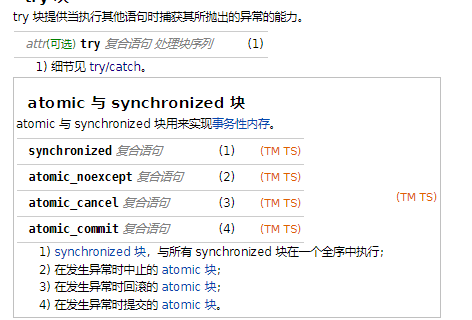 try 块
try 块提供当执行其他语句时捕获其所抛出的异常的能力。
attr(可选) try 复合语句 处理块序列 (1)
1) 细节见 try/catch。
atomic 与 synchronized 块
atomic 与 synchronized 块用来实现事务性内存。
synchronized 复合语句 (1) (TM TS)
atomic_noexcept 复合语句 (2) (TM TS)
(TM TS)
atomic_cancel 复合语句 (3) (TM TS)
atomic_commit 复合语句 (4) (TM TS)
1) synchronized 块，与所有 synchronized 块在一个全序中执行；
2) 在发生异常时中止的 atomic 块；
3) 在发生异常时回滚的 atomic 块；
4) 在发生异常时提交的 atomic 块。